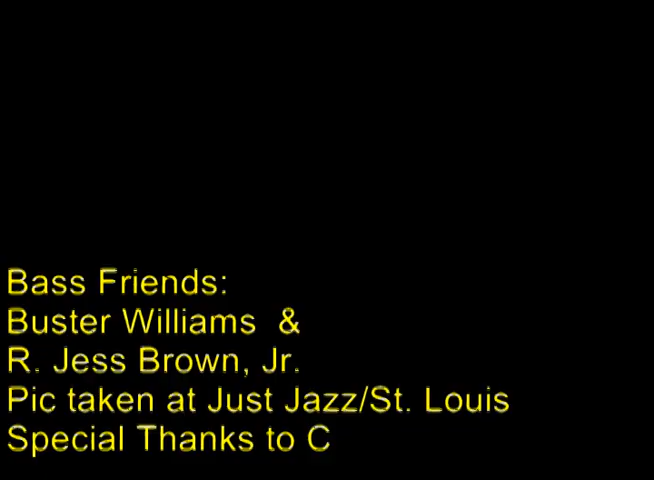 Bass Friends:
Buster Williams &
R. Jess Brown, Jr.
Pic taken at Just Jazz/St. Louis
Special Thanks to C